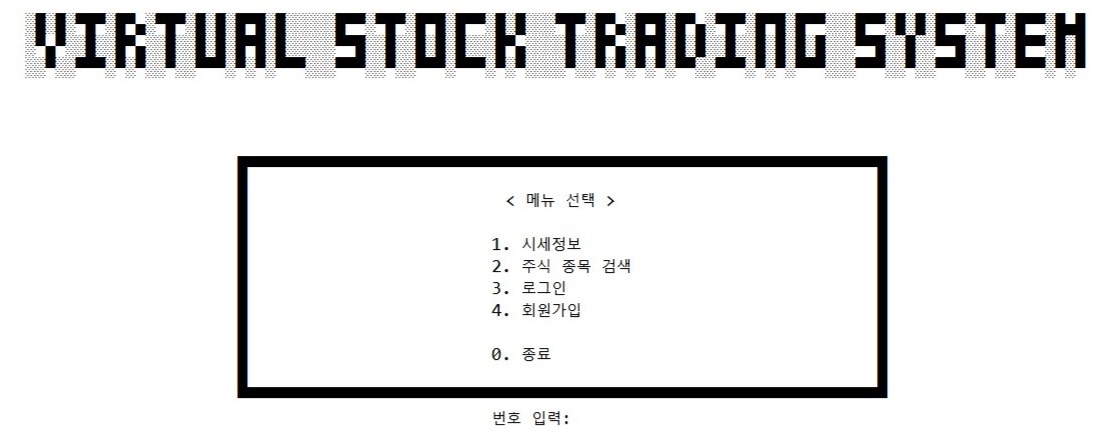 VIRTUAL STOCK TRADING SYSTEM
< 메뉴 선택 >
1. 시세정보
2. 주식 종목 검색
3. 로그인
4. 회원가입
0. 종료
번호 입력: